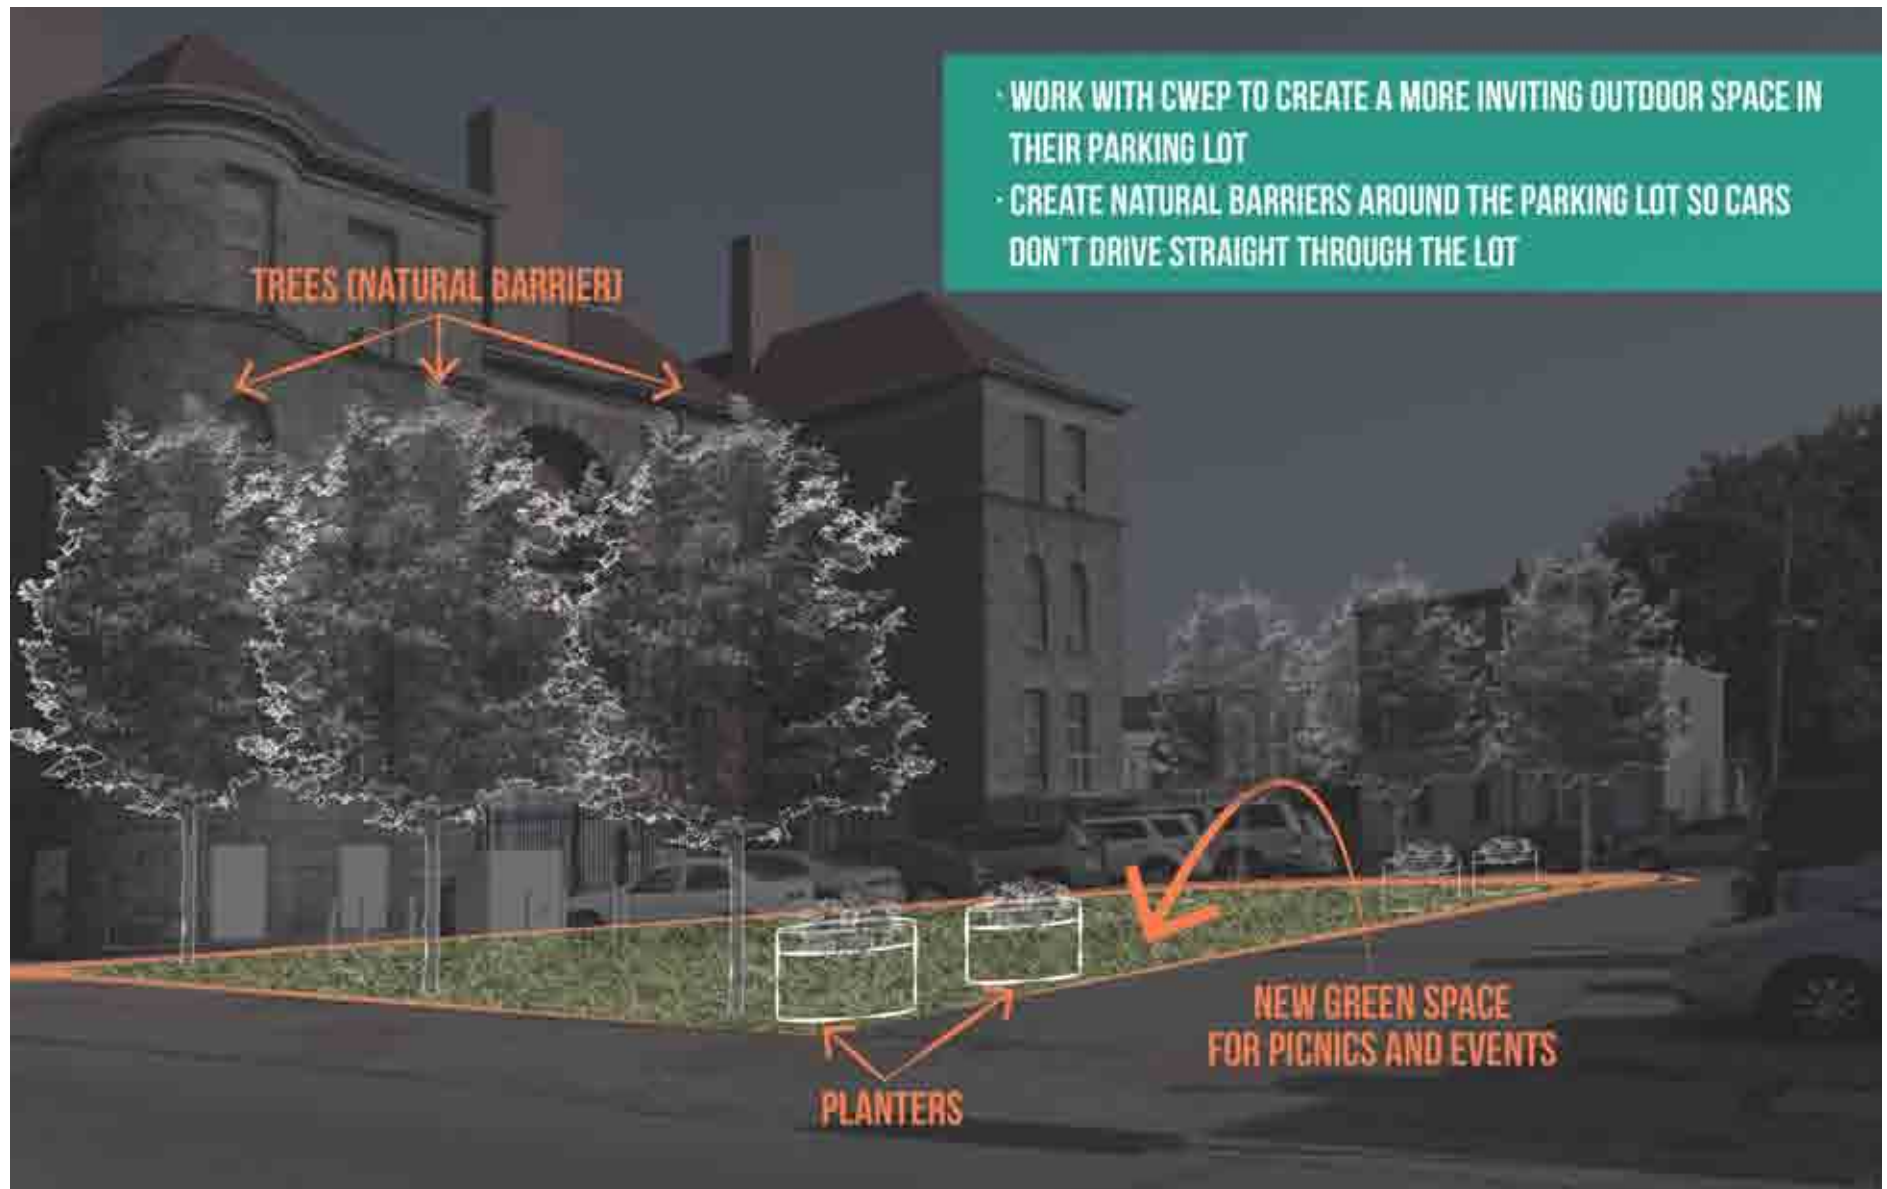 · WORK WITH CWEP TO CREATE A MORE INVITING OUTDOOR SPACE IN
THEIR PARKING LOT
· CREATE NATURAL BARRIERS AROUND THE PARKING LOT SO CARS
DON'T DRIVE STRAIGHT THROUGH THE LOT
TREES (NATURAL BARRIER)
NEW GREEN SPACE
FOR PICNICS AND EVENTS
PLANTERS